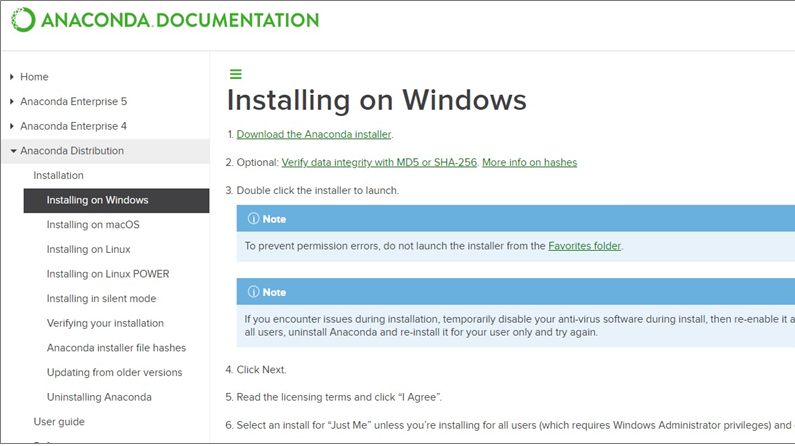 ANACONDA.DOCUMENTATION
Home
Anaconda Enterprise 5
Anaconda Enterprise 4
Anaconda Distribution
Installation
Installing on Windows
Installing on macOS
Installing on Linux
Installing on Linux POWER
Installing in silent mode
Verifying your installation
Anaconda installer file hashes
Updating from older versions
Uninstalling Anaconda
User guide
Installing on Windows
1. Download the Anaconda installer.
2. Optional: Verify data integrity with MD5 or SHA-256. More info on hashes
3. Double click the installer to launch.
Note
To prevent permission errors, do not launch the installer from the Favorites folder.
Note
If you encounter issues during installation, temporarily disable your anti-virus software during install, then re-enable it a
all users, uninstall Anaconda and re-install it for your user only and try again.
4. Click Next.
5. Read the licensing terms and click “I Agree”.
6. Select an install for “Just Me” unless you’re installing for all users (which requires Windows Administrator privileges) and